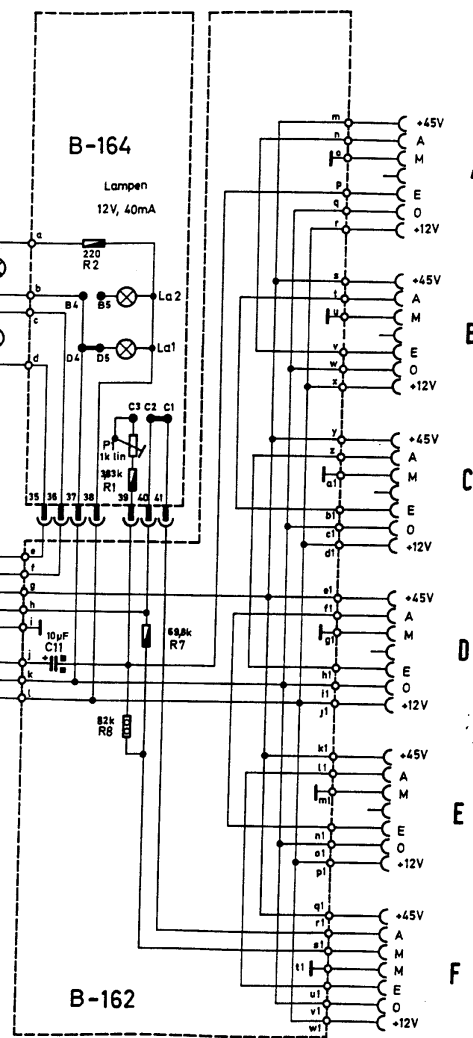 B-164
Lampen
12V, 40mA
a
220
R2
b
B4
B5
La2
c
D4
D5
La1
d
C3
C2
C1
P1
1k lin
R1
35
36
37
38
39
40
41
e
f
g
h
i
j
k
l
10µF
C11
R7
82k
R8
B-162
m
+45V
n
A
o
M
p
E
q
O
r
+12V
s
+45V
t
A
u
M
v
E
w
O
x
+12V
y
+45V
z
A
a1
M
b1
E
c1
O
d1
+12V
C
e1
+45V
f1
A
g1
M
h1
E
i1
O
j1
+12V
D
k1
+45V
l1
A
m1
M
n1
E
o1
O
p1
+12V
E
q1
+45V
r1
A
s1
M
t1
M
u1
E
v1
O
w1
+12V
F